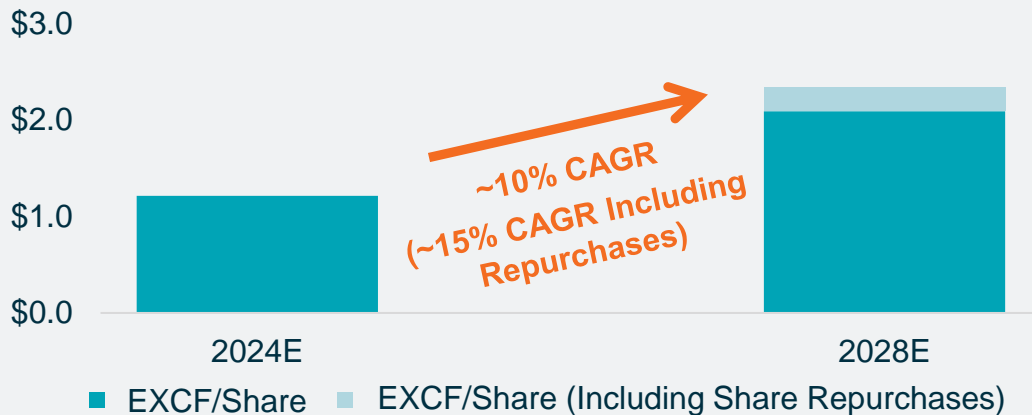 $3.0
$2.0
$1.0
$0.0
~10% CAGR
(~15% CAGR Including
Repurchases)
2024E
2028E
EXCF/Share
EXCF/Share (Including Share Repurchases)